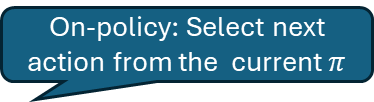 On-policy: Select next
action from the current π